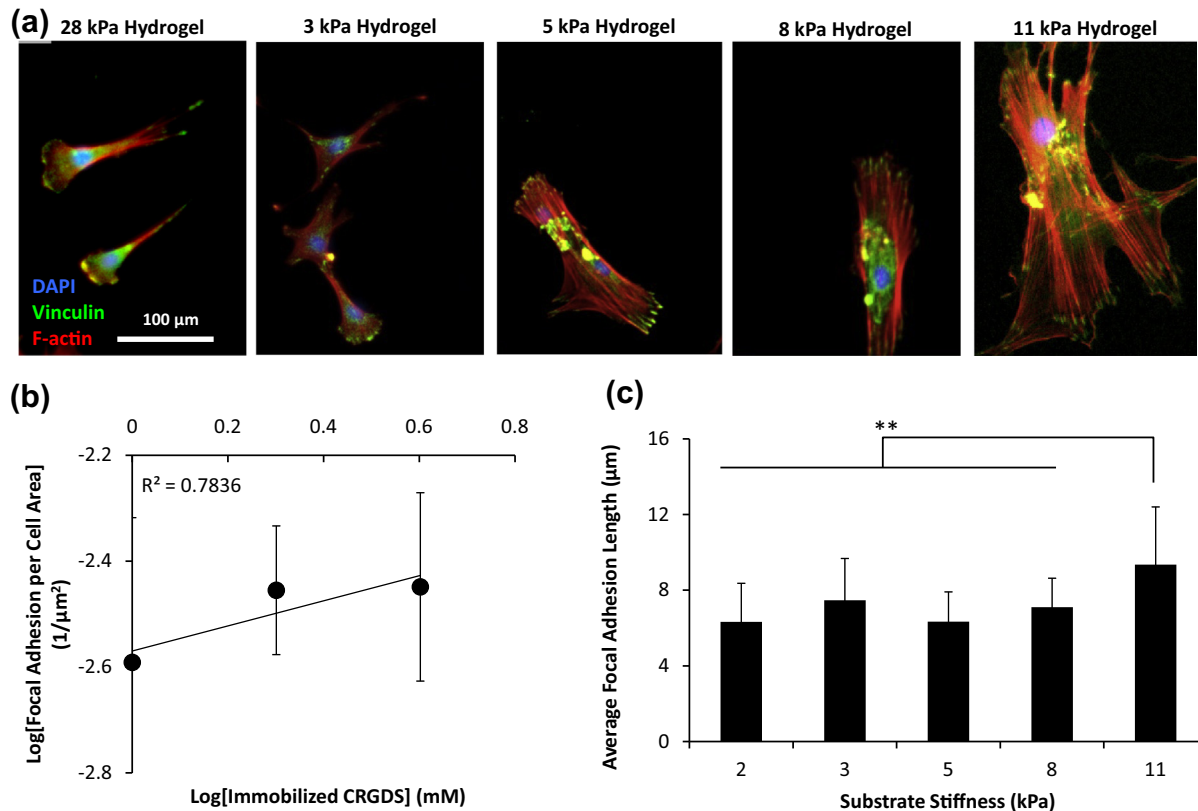 (a)
28 kPa Hydrogel
3 kPa Hydrogel
5 kPa Hydrogel
8 kPa Hydrogel
11 kPa Hydrogel
DAPI
Vinculin
F-actin
100 µm
(b)
0 0.2 0.4 0.6 0.8
-2.2
-2.4
-2.6
-2.8
R² = 0.7836
Log[Focal Adhesion per Cell Area]
(1/µm²)
Log[Immobilized CRGDS] (mM)
(c)
**
16
12
8
4
0
Average Focal Adhesion Length (µm)
2 3 5 8 11
Substrate Stiffness (kPa)